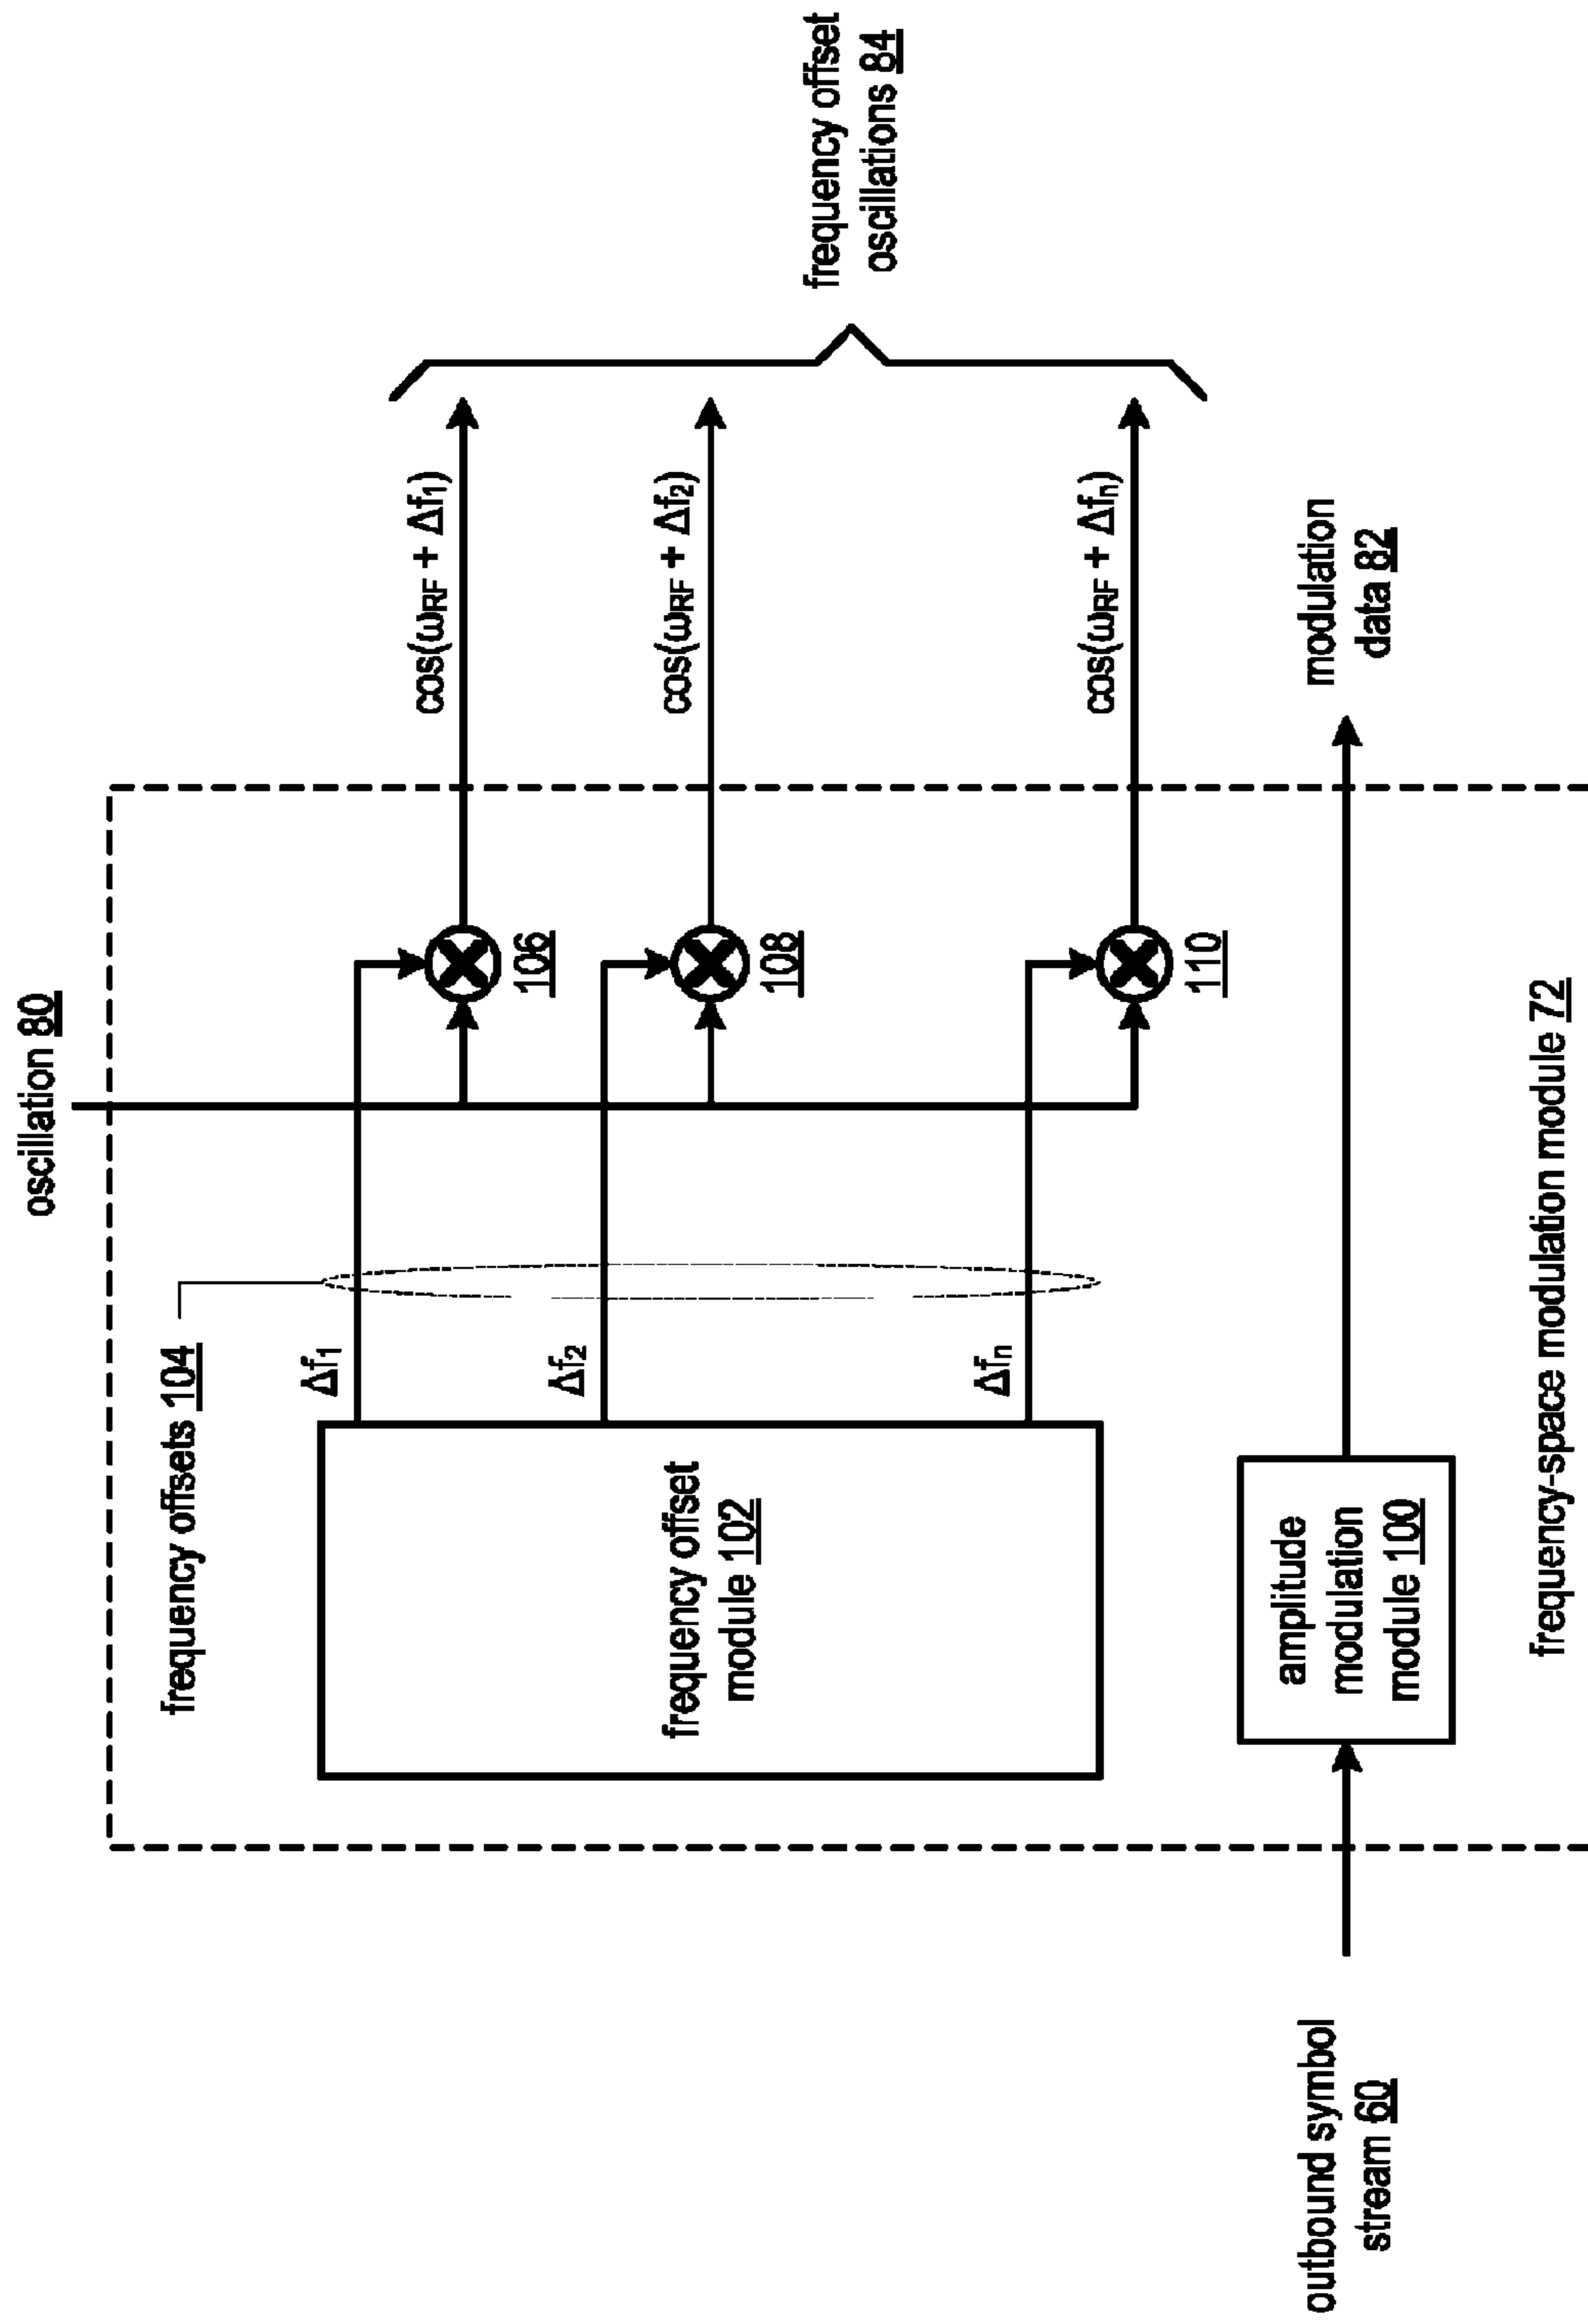 oscillation 80
frequency offsets 104
Δf1
Δf2
Δfn
frequency offset
module 102
106
108
110
cos(ωRF + Δf1)
cos(ωRF + Δf2)
cos(ωRF + Δfn)
frequency offset
oscillations 84
outbound symbol
stream 60
amplitude
modulation
module 100
modulation
data 82
frequency-space modulation module 72